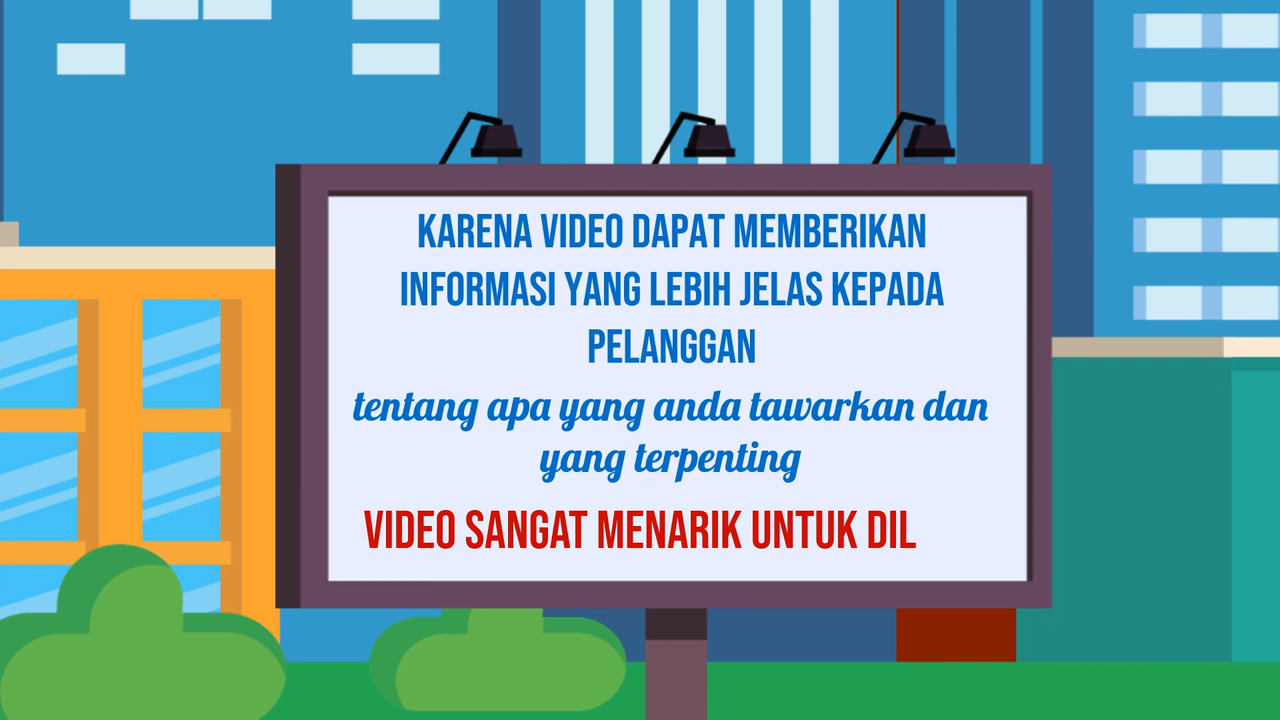 KARENA VIDEO DAPAT MEMBERIKAN
INFORMASI YANG LEBIH JELAS KEPADA
PELANGGAN
tentang apa yang anda tawarkan dan
yang terpenting
VIDEO SANGAT MENARIK UNTUK DIL